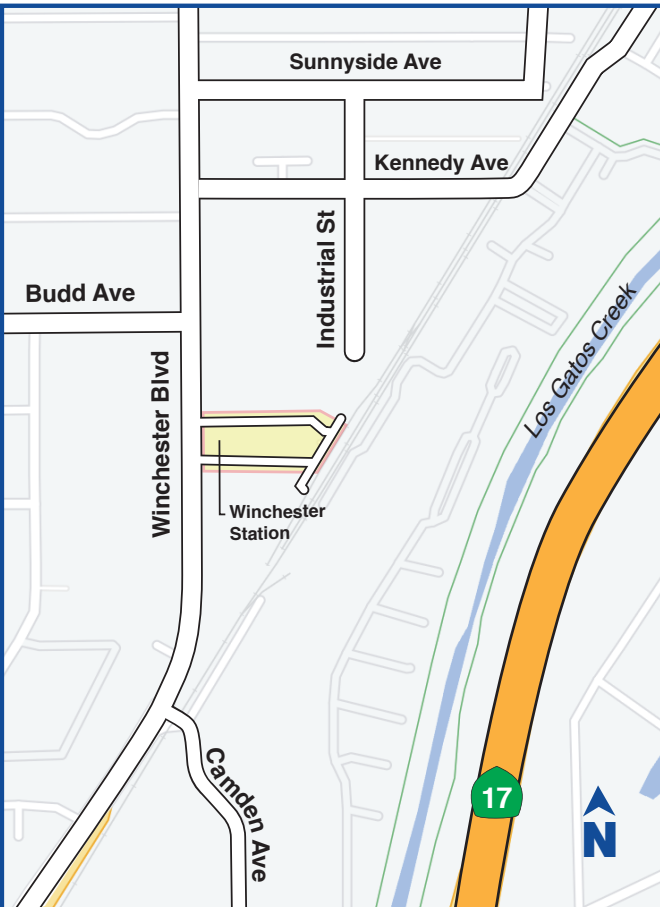 Sunnyside Ave
Kennedy Ave
Industrial St
Budd Ave
Los Gatos Creek
Winchester Blvd
Winchester
Station
Camden Ave
17
N